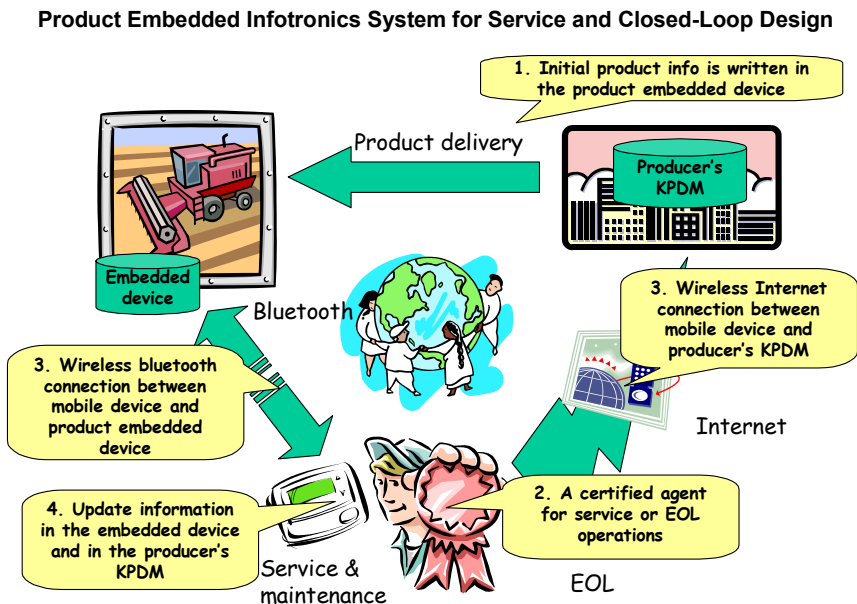 Product Embedded Infotronics System for Service and Closed-Loop Design
1. Initial product info is written in
the product embedded device
Product delivery
Producer's
KPDM
Embedded
device
Bluetooth
3. Wireless Internet
connection between
mobile device and
producer's KPDM
3. Wireless bluetooth
connection between
mobile device and
product embedded
device
Internet
4. Update information
in the embedded device
and in the producer's
KPDM
2. A certified agent
for service or EOL
operations
Service &
maintenance
EOL